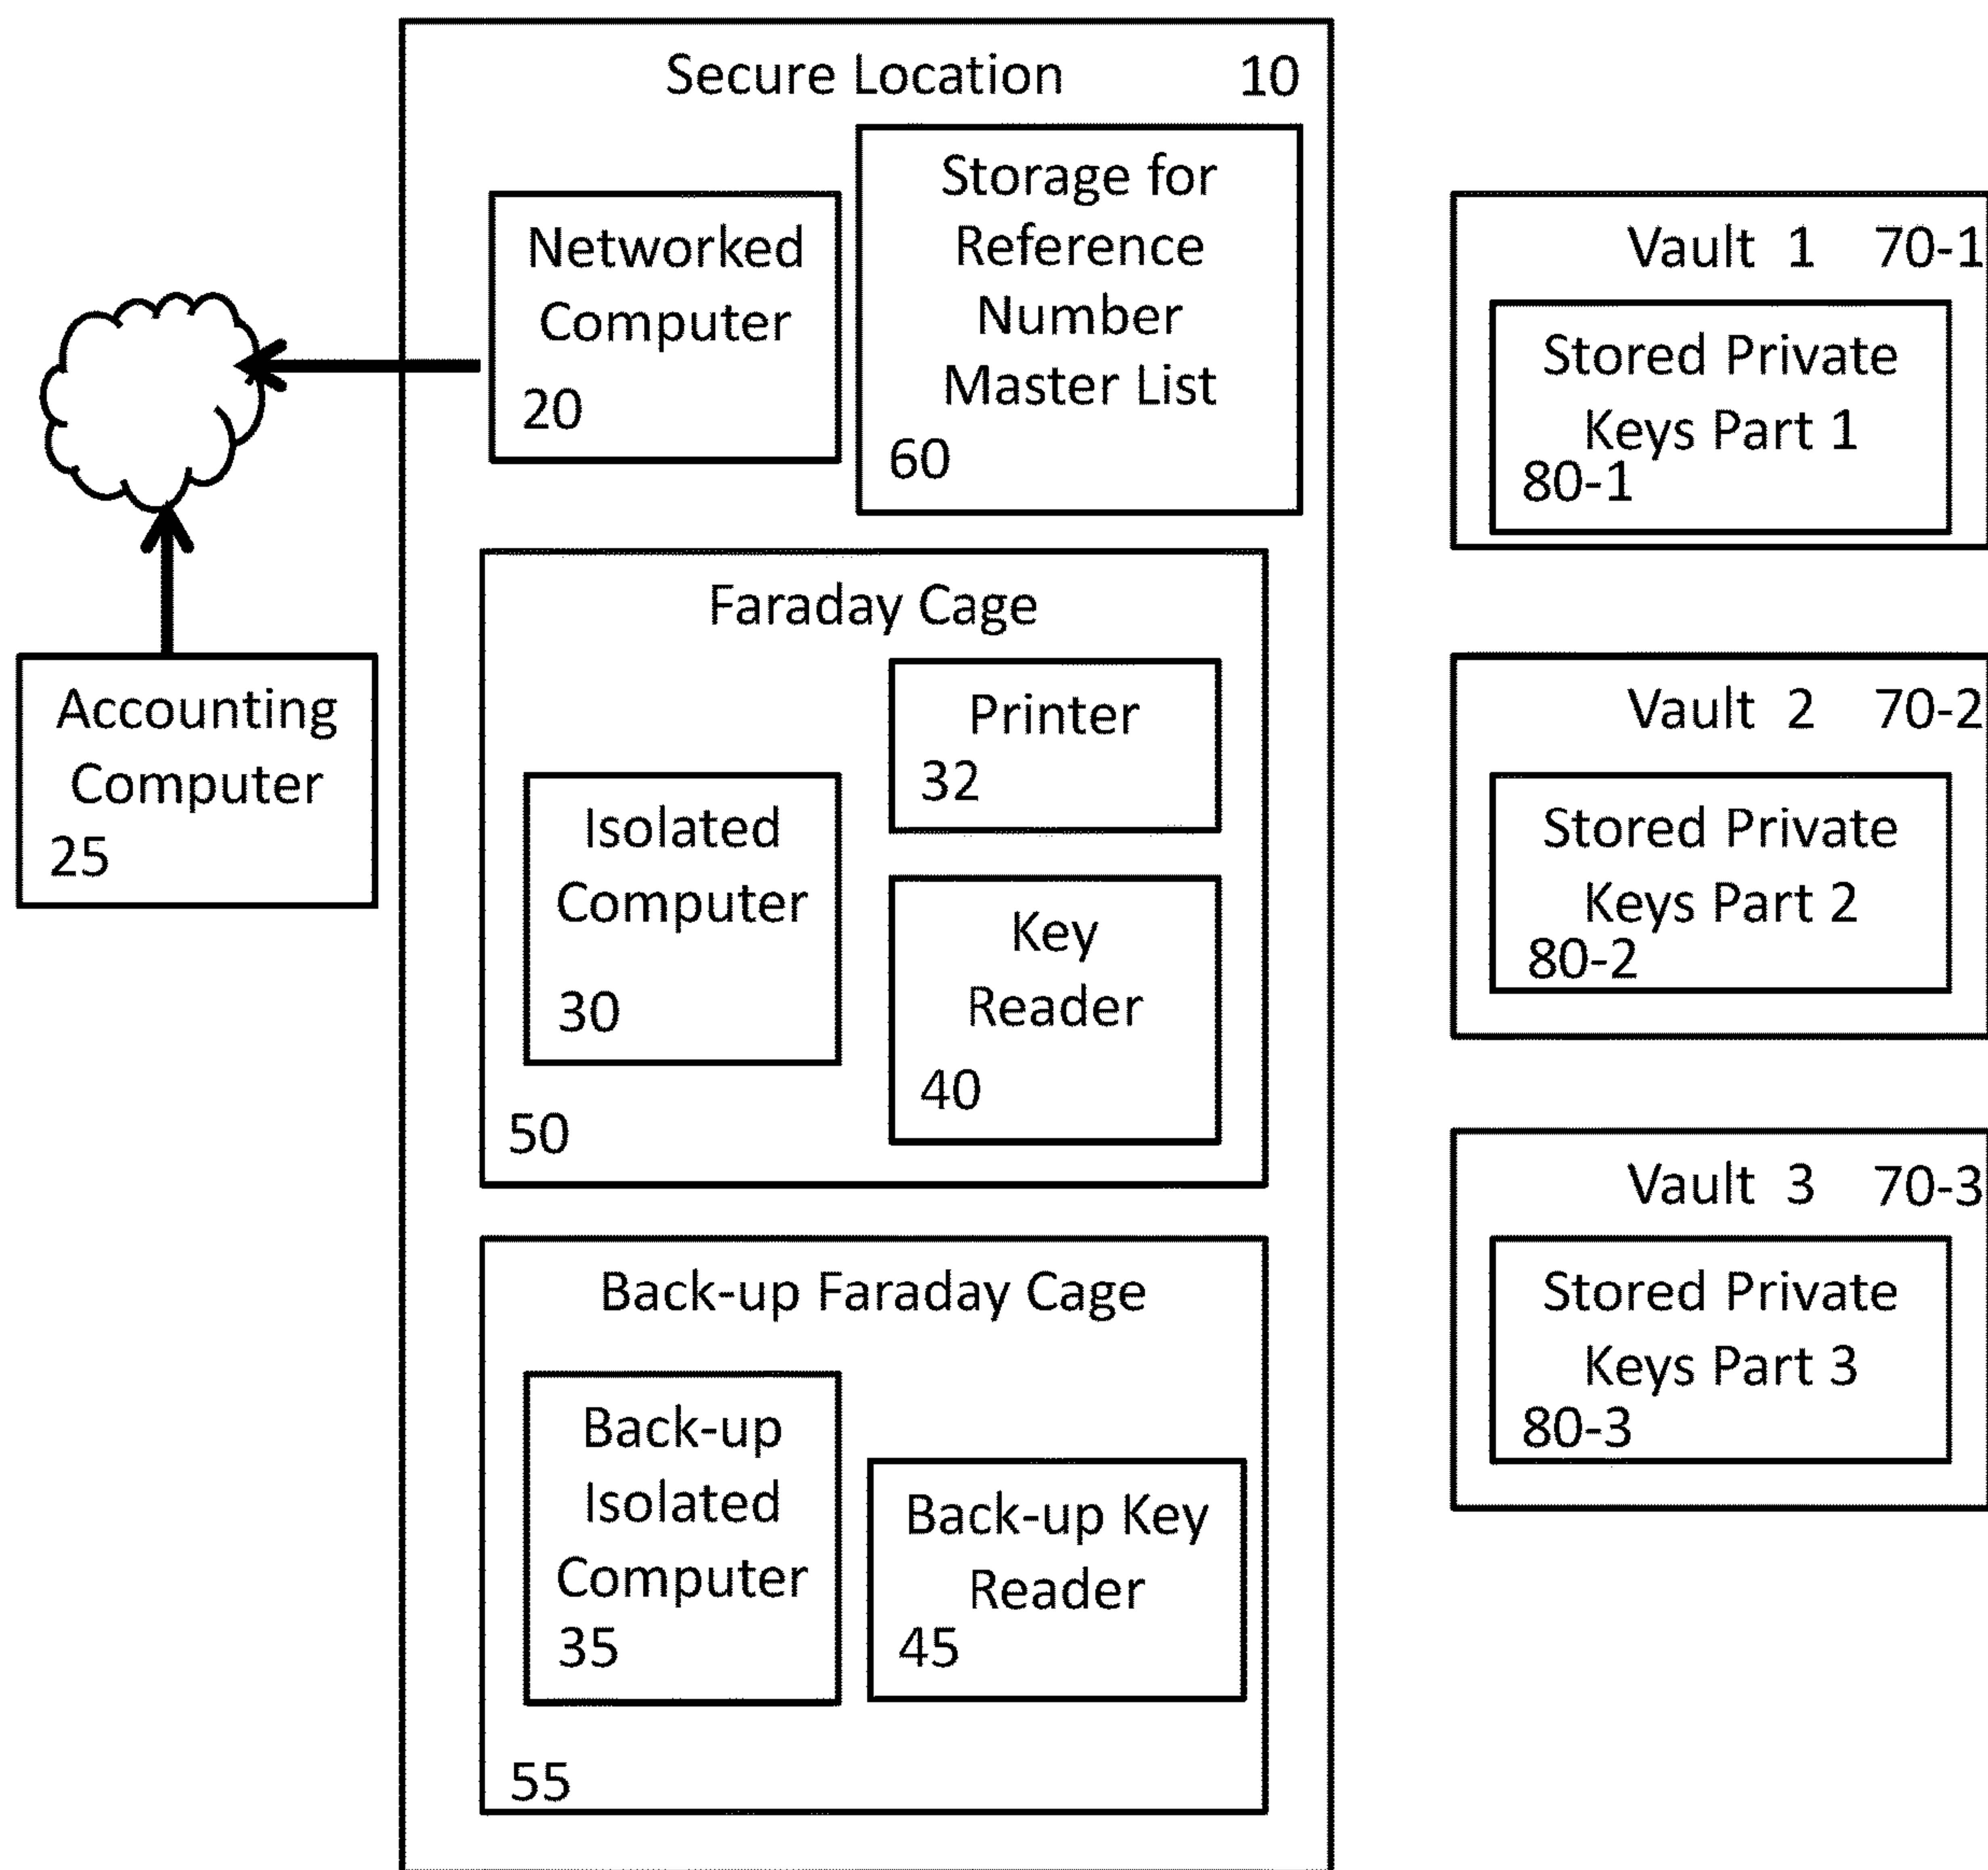 Secure Location 10
Networked
Computer
20
Storage for
Reference
Number
Master List
60
Accounting
Computer
25
Faraday Cage
Isolated
Computer
30
Printer
32
Key
Reader
40
50
Back-up Faraday Cage
Back-up
Isolated
Computer
35
Back-up Key
Reader
45
55
Vault 1 70-1
Stored Private
Keys Part 1
80-1
Vault 2 70-2
Stored Private
Keys Part 2
80-2
Vault 3 70-3
Stored Private
Keys Part 3
80-3